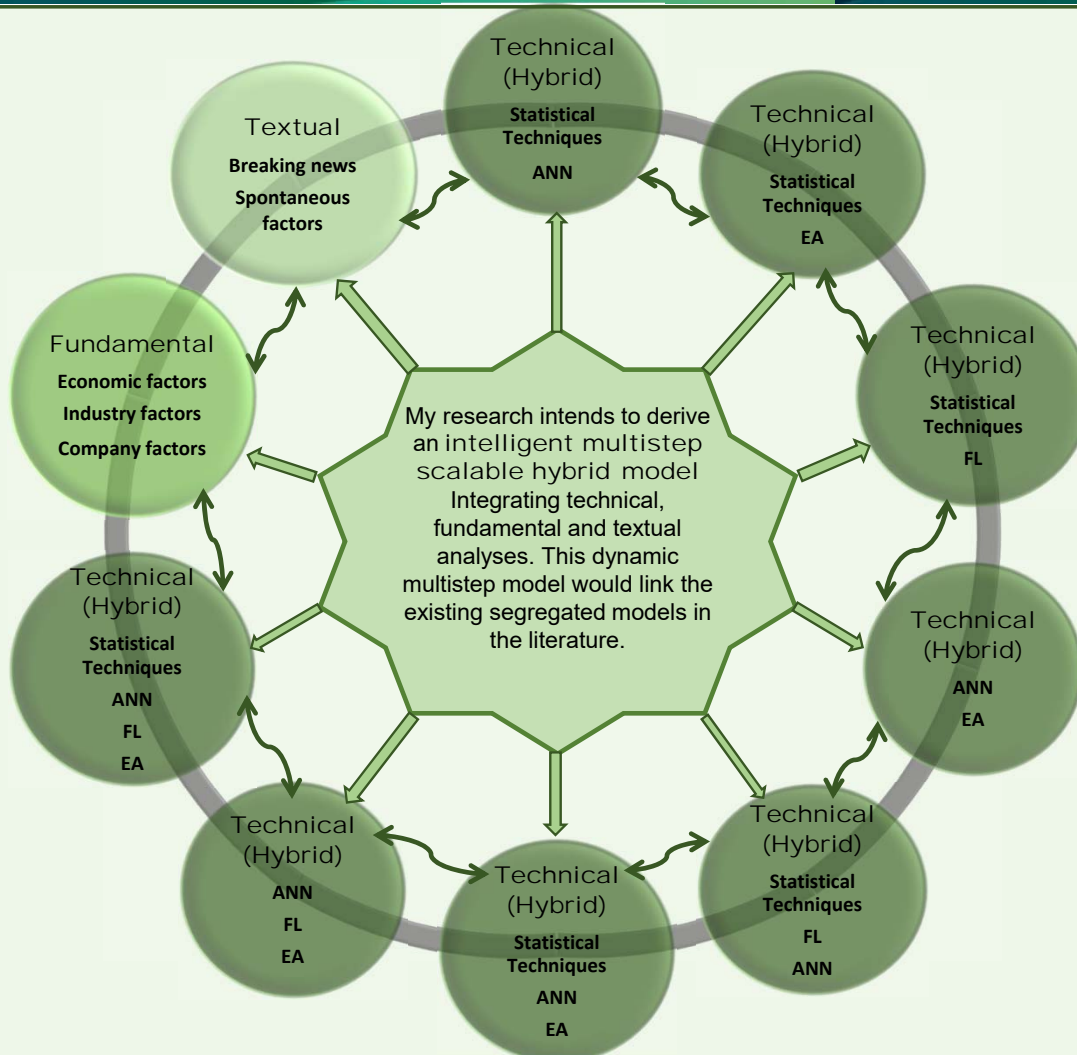 Technical
(Hybrid)
Statistical
Techniques
ANN
Technical
(Hybrid)
Statistical
Techniques
EA
Technical
(Hybrid)
Statistical
Techniques
FL
Technical
(Hybrid)
ANN
EA
Technical
(Hybrid)
Statistical
Techniques
FL
ANN
Technical
(Hybrid)
Statistical
Techniques
ANN
EA
Technical
(Hybrid)
ANN
FL
EA
Technical
(Hybrid)
Statistical
Techniques
ANN
FL
EA
Fundamental
Economic factors
Industry factors
Company factors
Textual
Breaking news
Spontaneous
factors
My research intends to derive
an intelligent multistep
scalable hybrid model
Integrating technical,
fundamental and textual
analyses. This dynamic
multistep model would link the
existing segregated models in
the literature.